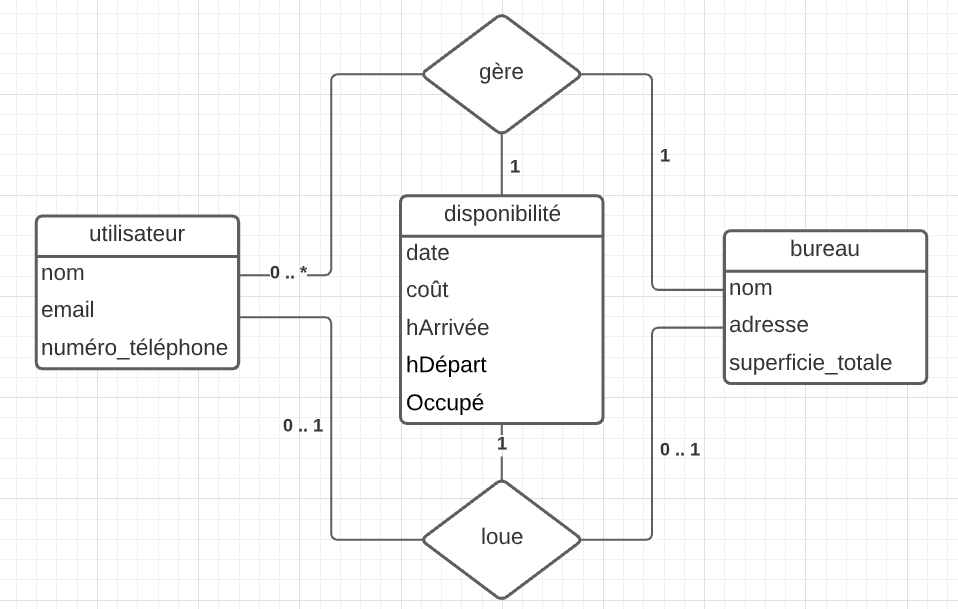 gère
1
1
utilisateur
nom
email
numéro_téléphone
0 .. *
0 .. 1
disponibilité
date
coût
hArrivée
hDépart
Occupé
1
bureau
nom
adresse
superficie_totale
0 .. 1
loue